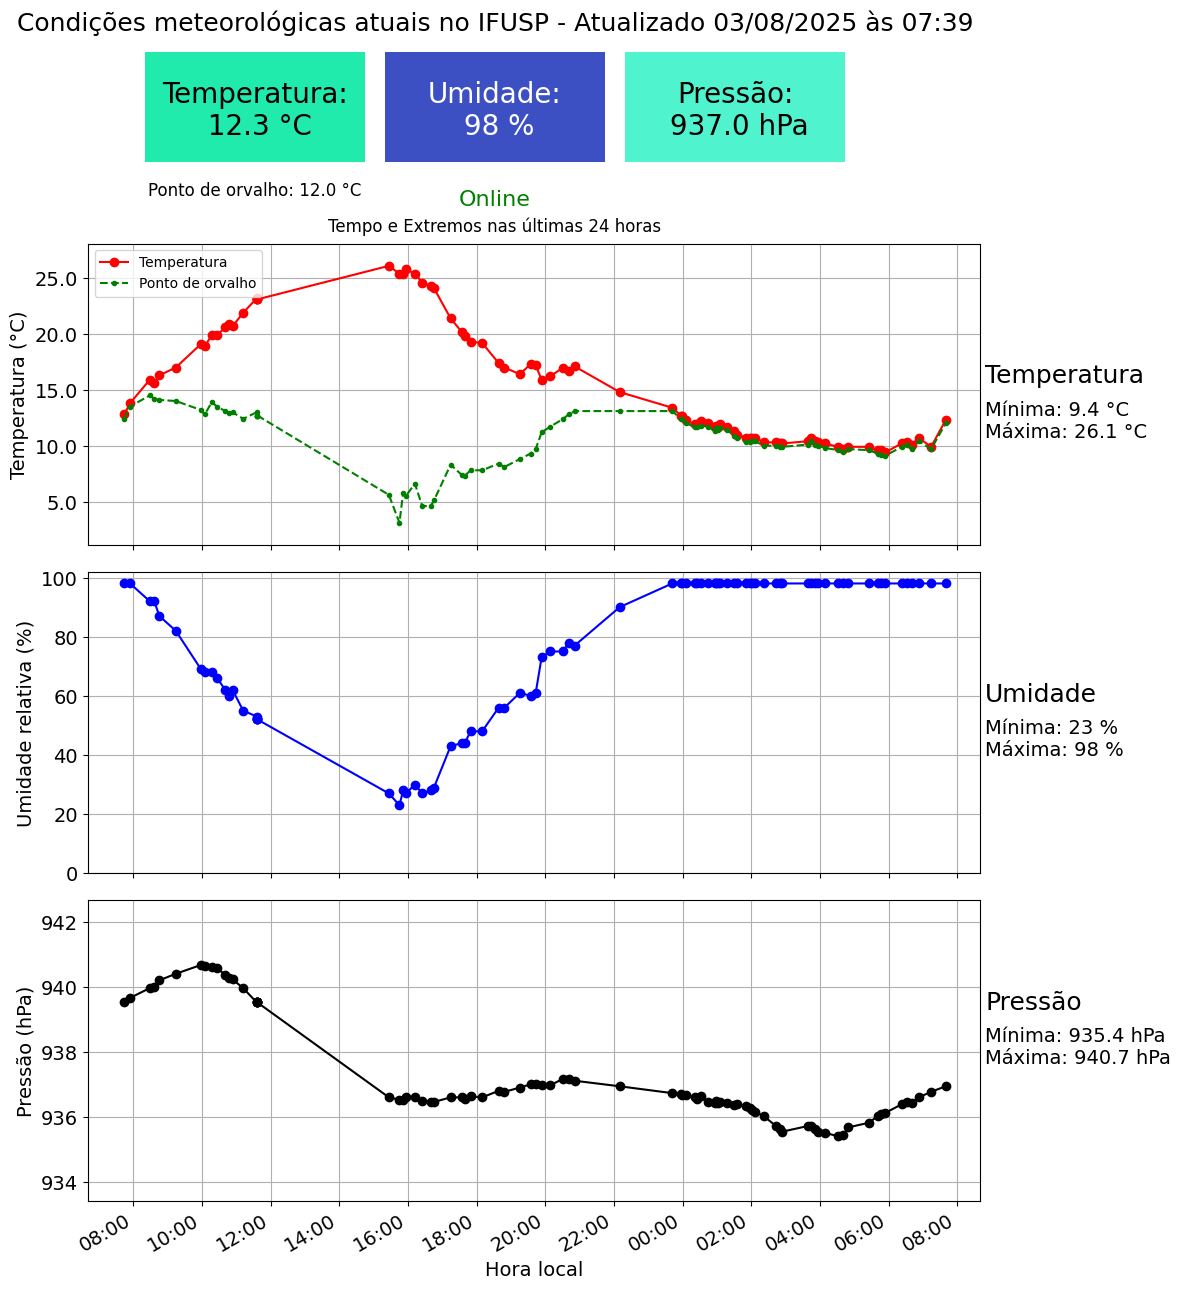 Condições meteorológicas atuais no IFUSP - Atualizado 03/08/2025 às 07:39
Temperatura:
12.3 °C
Umidade:
98 %
Pressão:
937.0 hPa
Ponto de orvalho: 12.0 °C
Online
Tempo e Extremos nas últimas 24 horas
Temperatura
Ponto de orvalho
Temperatura (°C)
25.0
20.0
15.0
10.0
5.0
Temperatura
Mínima: 9.4 °C
Máxima: 26.1 °C
Umidade relativa (%)
100
80
60
40
20
0
Umidade
Mínima: 23 %
Máxima: 98 %
Pressão (hPa)
942
940
938
936
934
Pressão
Mínima: 935.4 hPa
Máxima: 940.7 hPa
08:00
10:00
12:00
14:00
16:00
18:00
20:00
22:00
00:00
02:00
04:00
06:00
08:00
Hora local